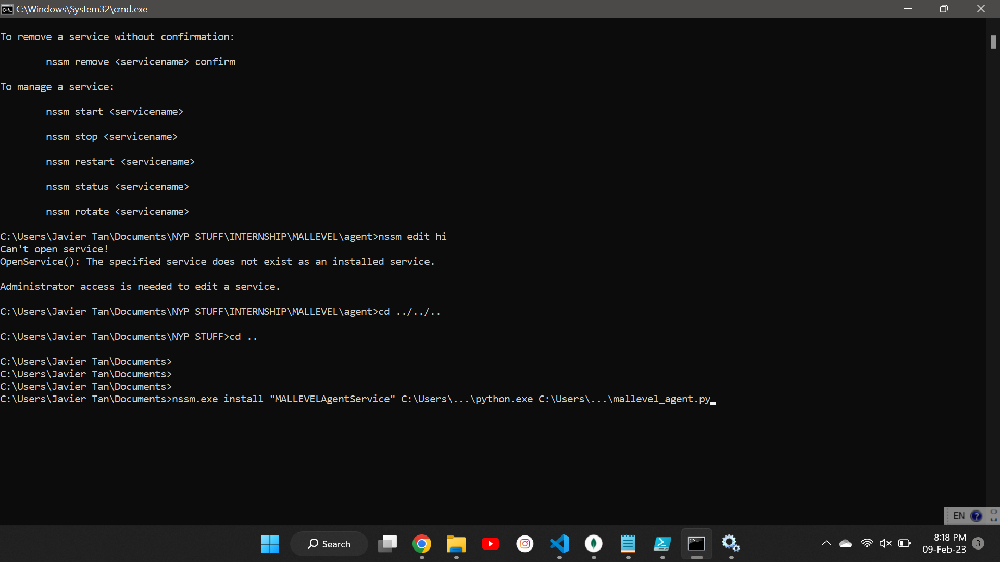 C:\Windows\System32\cmd.exe
To remove a service without confirmation:
nssm remove <servicename> confirm
To manage a service:
nssm start <servicename>
nssm stop <servicename>
nssm restart <servicename>
nssm status <servicename>
nssm rotate <servicename>
C:\Users\Javier Tan\Documents\NYP STUFF\INTERNSHIP\MALLEVEL\agent>nssm edit hi
Can't open service!
OpenService(): The specified service does not exist as an installed service.
Administrator access is needed to edit a service.
C:\Users\Javier Tan\Documents\NYP STUFF\INTERNSHIP\MALLEVEL\agent>cd ../../..
C:\Users\Javier Tan\Documents\NYP STUFF>cd ..
C:\Users\Javier Tan\Documents>
C:\Users\Javier Tan\Documents>
C:\Users\Javier Tan\Documents>
C:\Users\Javier Tan\Documents>nssm.exe install "MALLEVELAgentService" C:\Users\...\python.exe C:\Users\...\mallevel_agent.py
EN
Search
8:18 PM
09-Feb-23
3